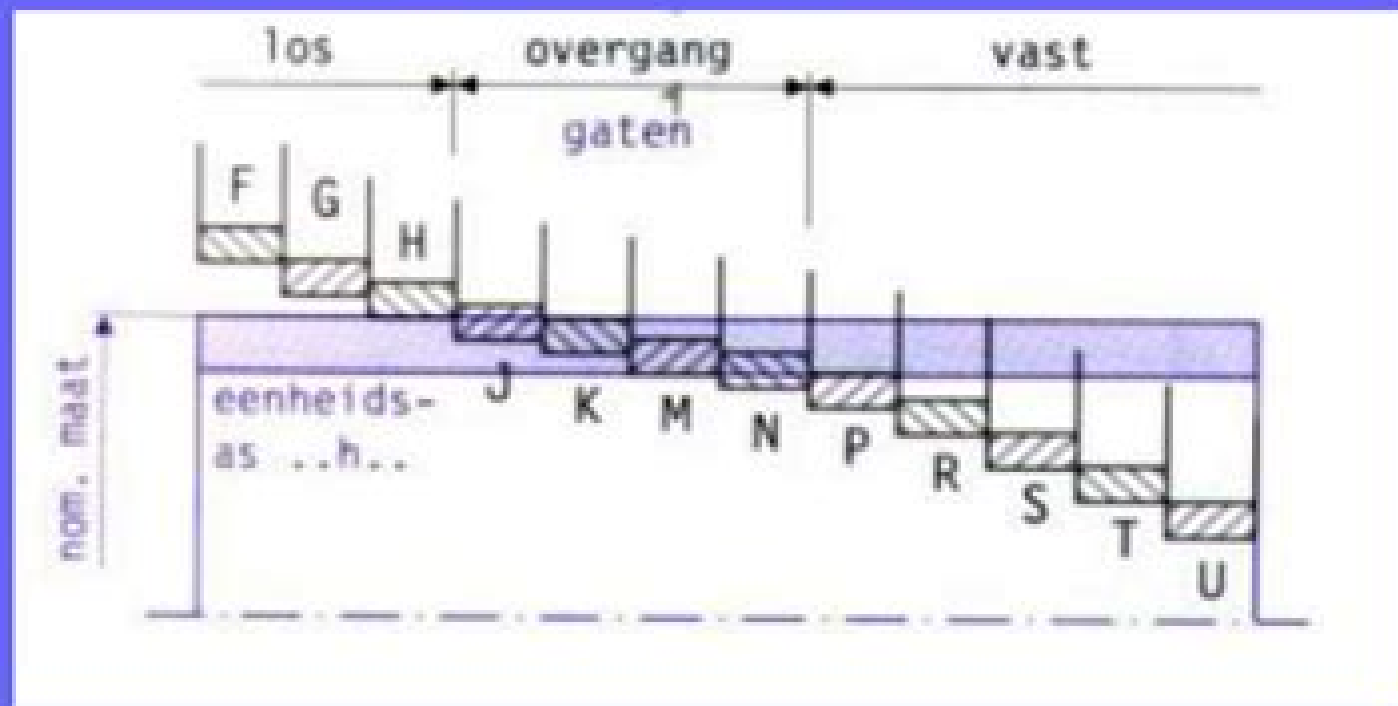 los overgang vast
gaten
F G H
J K M N P R S T U
eenheids-
as ..h..
nom. maat